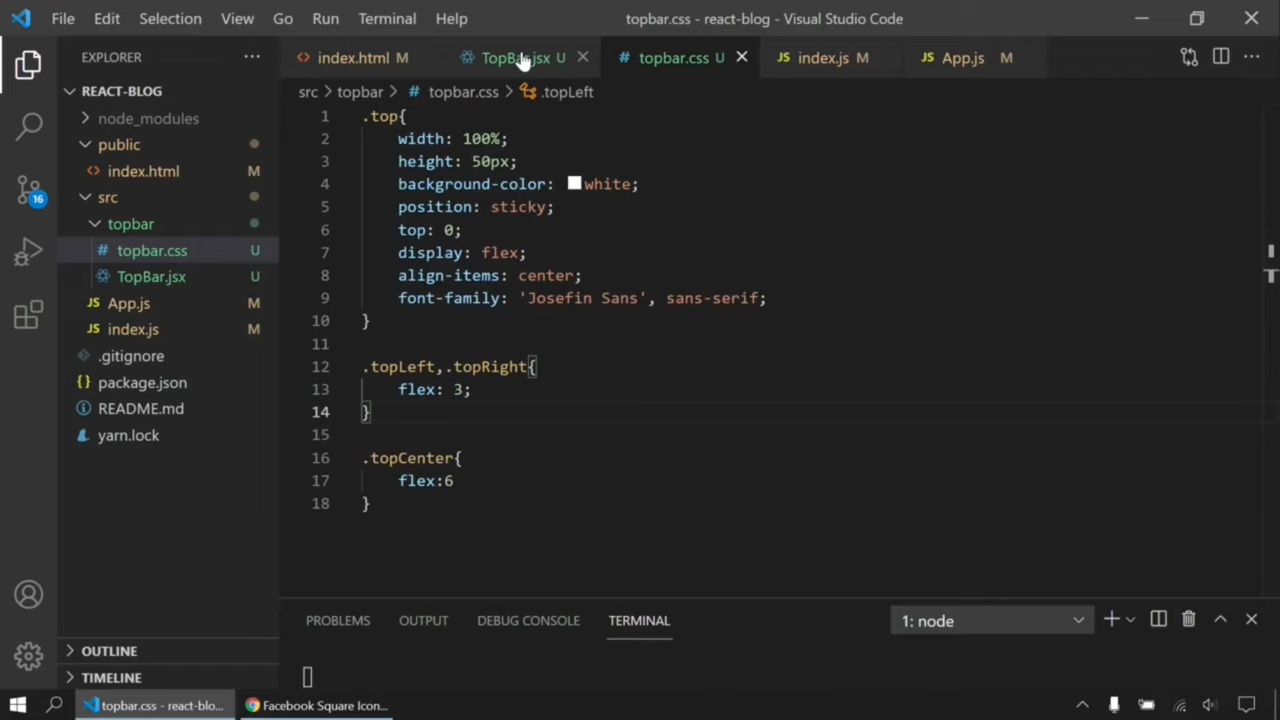 File Edit Selection View Go Run Terminal Help topbar.css - react-blog - Visual Studio Code
EXPLORER
index.html M TopBar.jsx U topbar.css U index.js M App.js M
REACT-BLOG
node_modules
public
index.html M
src
topbar
topbar.css U
TopBar.jsx U
App.js M
index.js M
.gitignore
package.json
README.md
yarn.lock
OUTLINE
TIMELINE
16
src > topbar > topbar.css > .topLeft
1 .top{
2 width: 100%;
3 height: 50px;
4 background-color: white;
5 position: sticky;
6 top: 0;
7 display: flex;
8 align-items: center;
9 font-family: 'Josefin Sans', sans-serif;
10 }
11
12 .topLeft,.topRight{
13 flex: 3;
14 }
15
16 .topCenter{
17 flex:6
18 }
PROBLEMS OUTPUT DEBUG CONSOLE TERMINAL 1: node
topbar.css - react-blo... Facebook Square Icon...